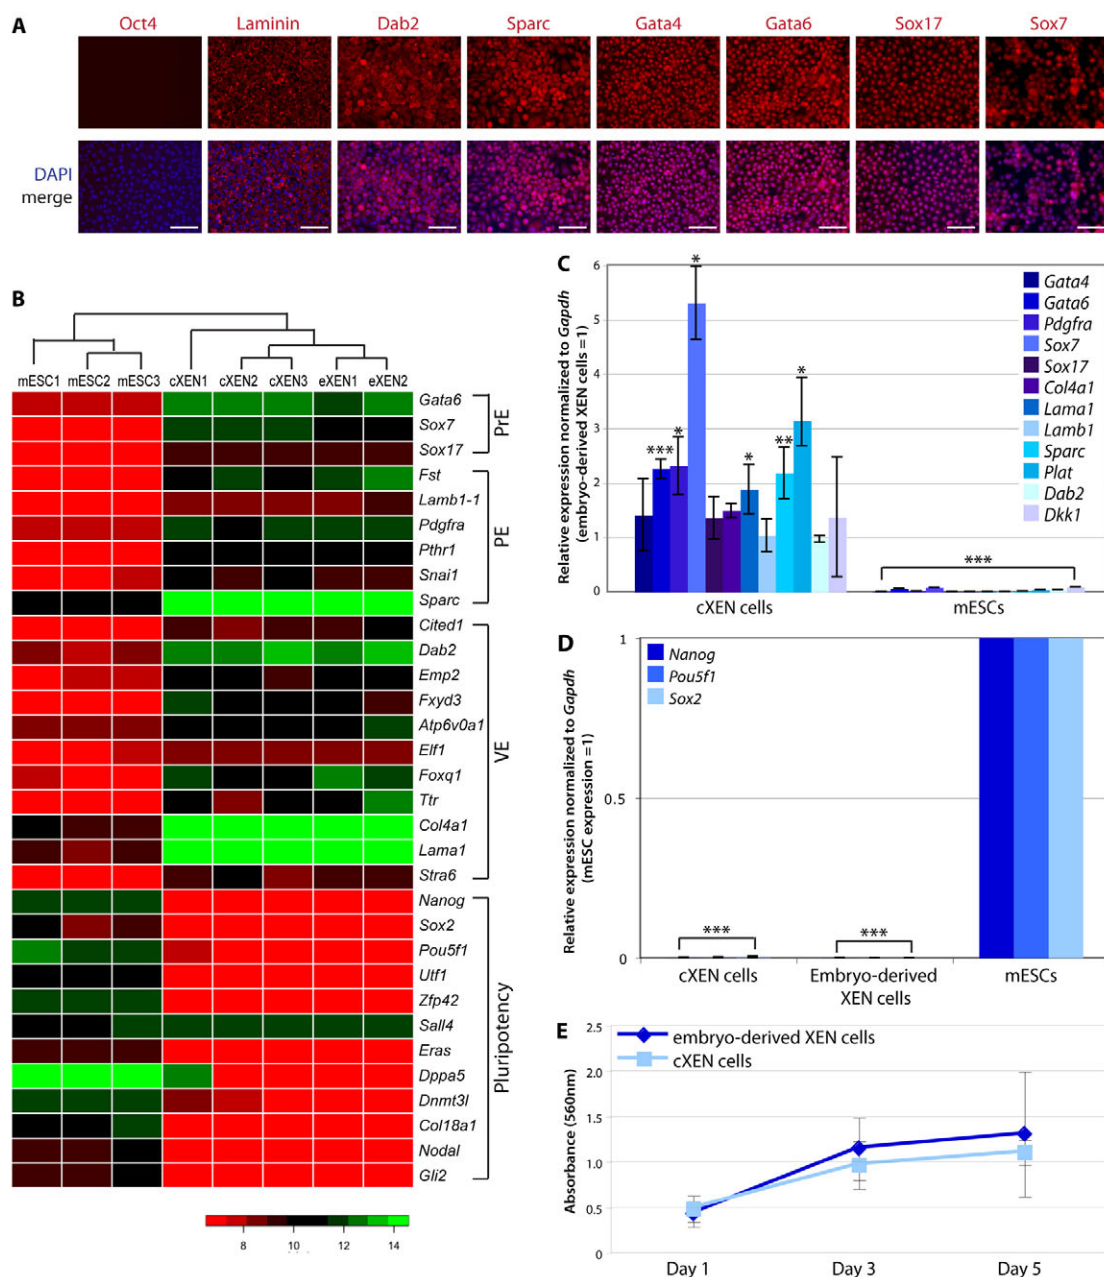 A
Oct4 Laminin Dab2 Sparc Gata4 Gata6 Sox17 Sox7
DAPI
merge
B
mESC1 mESC2 mESC3 cXEN1 cXEN2 cXEN3 eXEN1 eXEN2
Gata6
Sox7
Sox17
PrE
Fst
Lamb1-1
Pdgfra
Pthr1
Snai1
Sparc
PE
Cited1
Dab2
Emp2
Fxyd3
Atp6v0a1
Elf1
Foxq1
Ttr
Col4a1
Lama1
Stra6
VE
Nanog
Sox2
Pou5f1
Utf1
Zfp42
Sall4
Eras
Dppa5
Dnmt3l
Col18a1
Nodal
Gli2
Pluripotency
8 10 12 14
C
Relative expression normalized to Gapdh
(embryo-derived XEN cells =1)
6
5
4
3
2
1
0
*** * * * ** * ***
Gata4
Gata6
Pdgfra
Sox7
Sox17
Col4a1
Lama1
Lamb1
Sparc
Plat
Dab2
Dkk1
cXEN cells mESCs
D
Relative expression normalized to Gapdh
(mESC expression =1)
1
0.5
0
Nanog
Pou5f1
Sox2
*** ***
cXEN cells Embryo-derived mESCs
XEN cells
E
embryo-derived XEN cells
cXEN cells
Absorbance (560nm)
2.5
2.0
1.5
1.0
0.5
0
Day 1 Day 3 Day 5